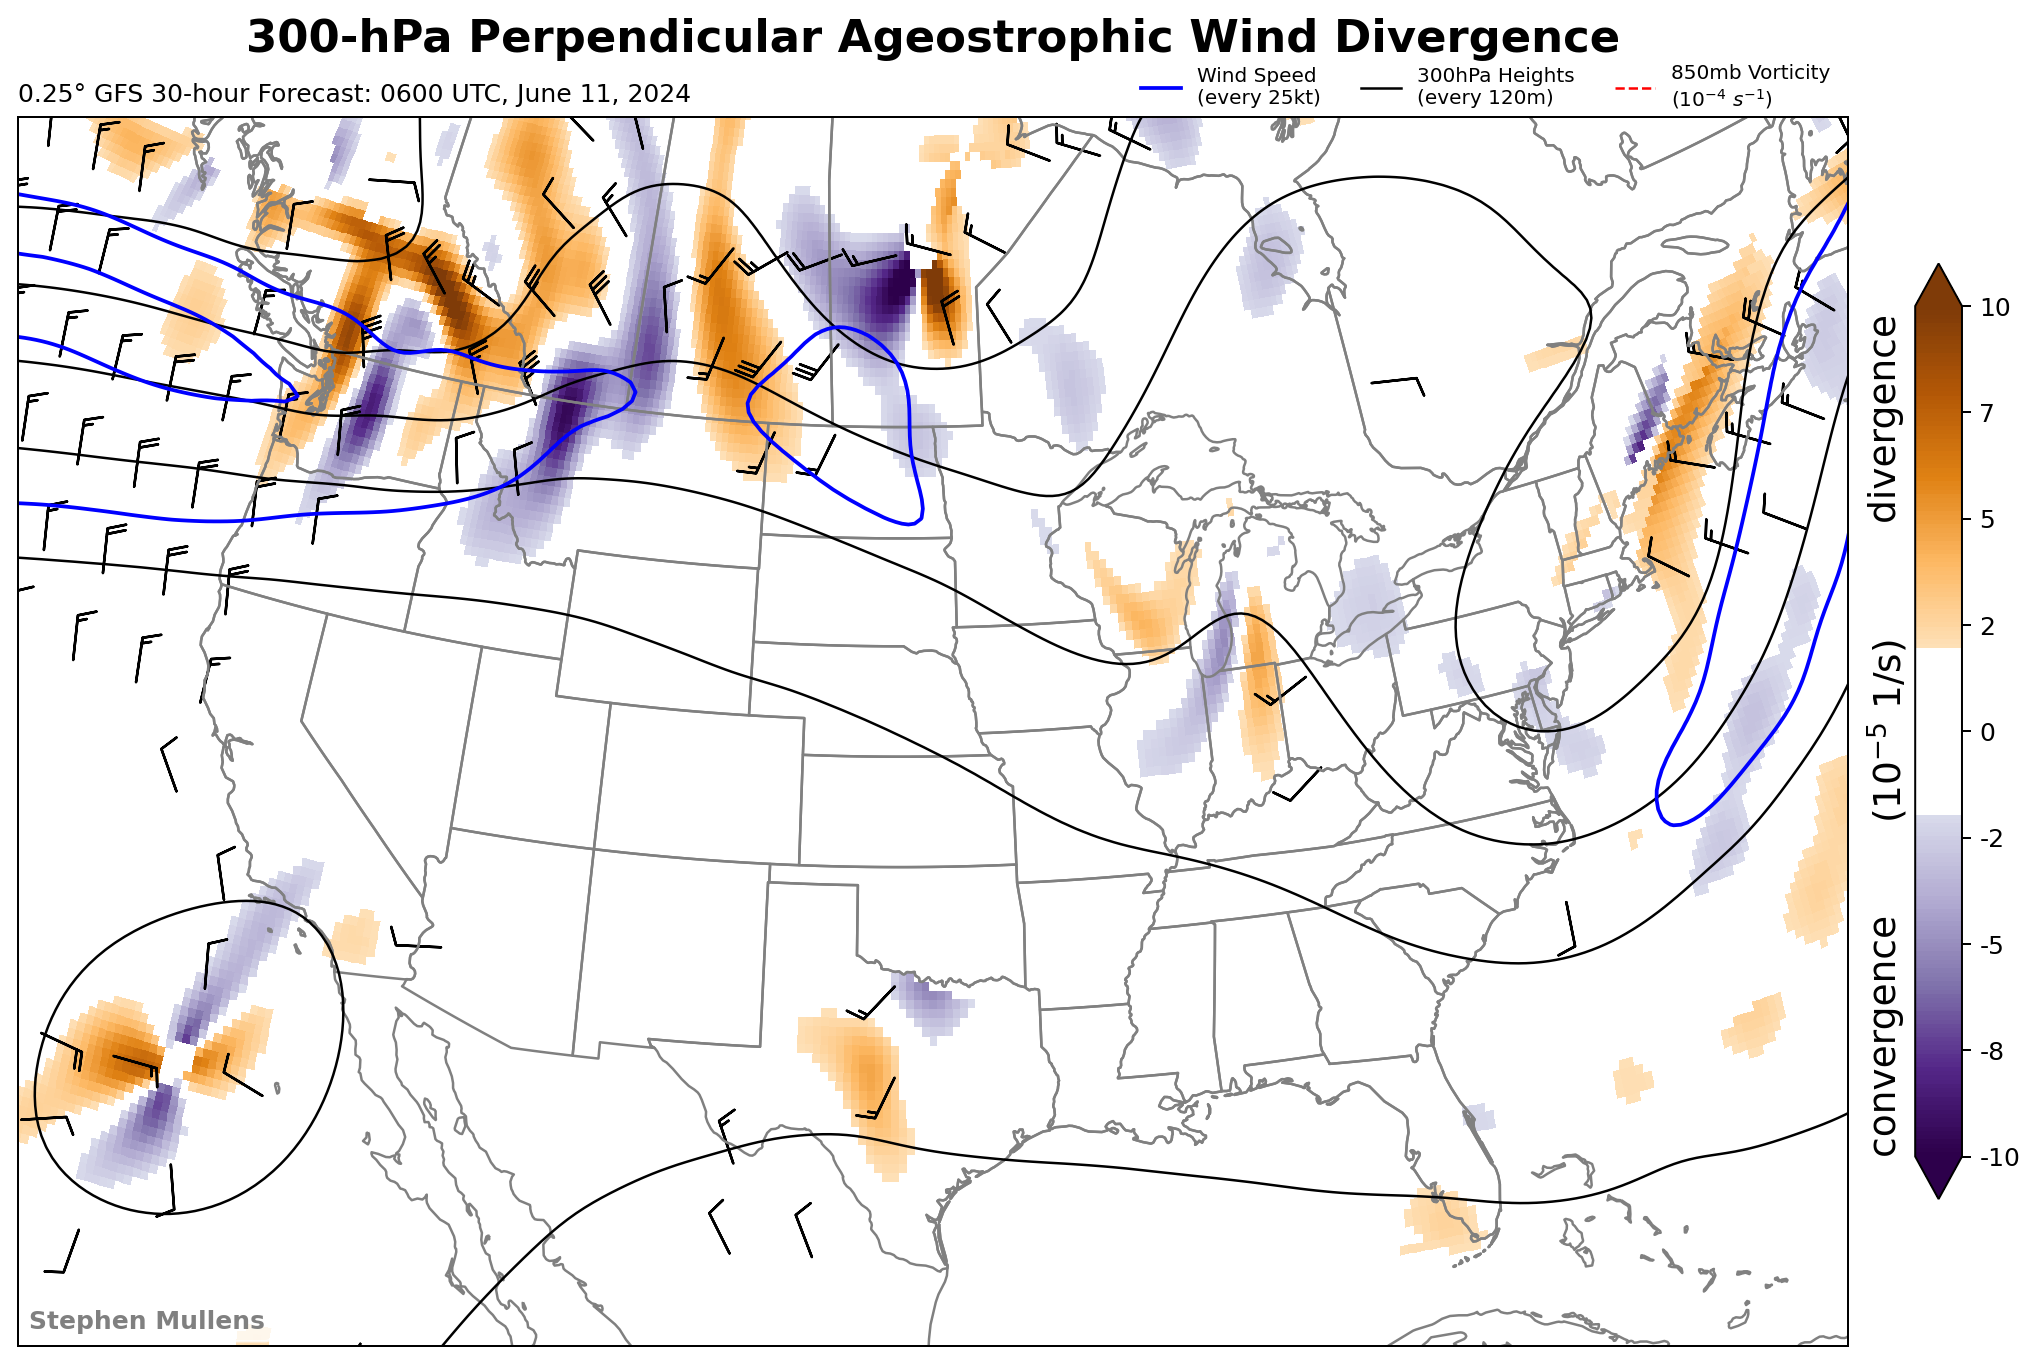 300-hPa Perpendicular Ageostrophic Wind Divergence
0.25° GFS 30-hour Forecast: 0600 UTC, June 11, 2024
Wind Speed
(every 25kt)
300hPa Heights
(every 120m)
850mb Vorticity
(10⁻⁴ s⁻¹)
10
7
5
2
0
-2
-5
-8
-10
convergence (10⁻⁵ 1/s) divergence
Stephen Mullens